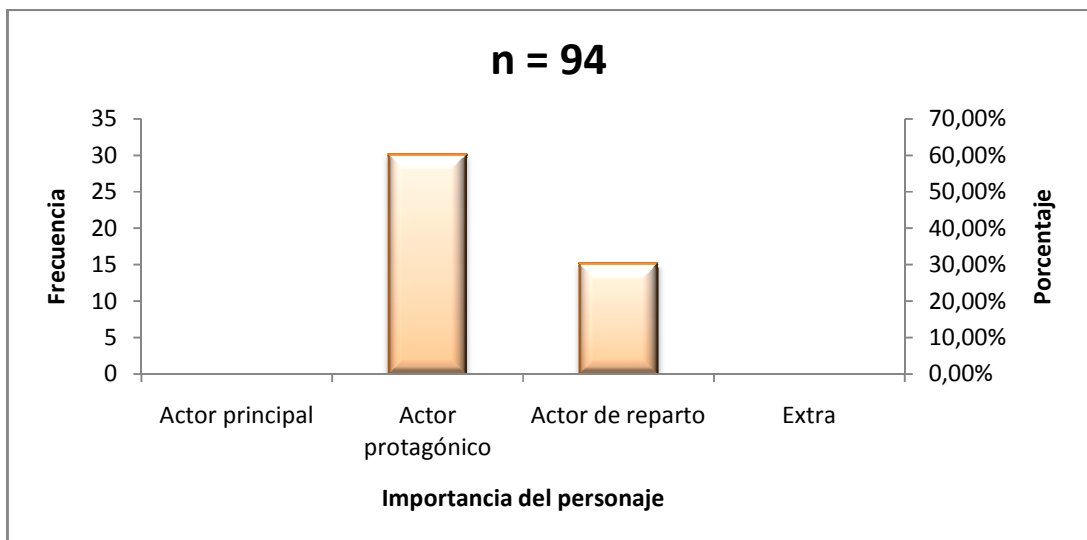 n = 94
Frecuencia
35
30
25
20
15
10
5
0
70,00%
60,00%
50,00%
40,00%
30,00%
20,00%
10,00%
0,00%
Porcentaje
Actor principal
Actor
protagónico
Actor de reparto
Extra
Importancia del personaje